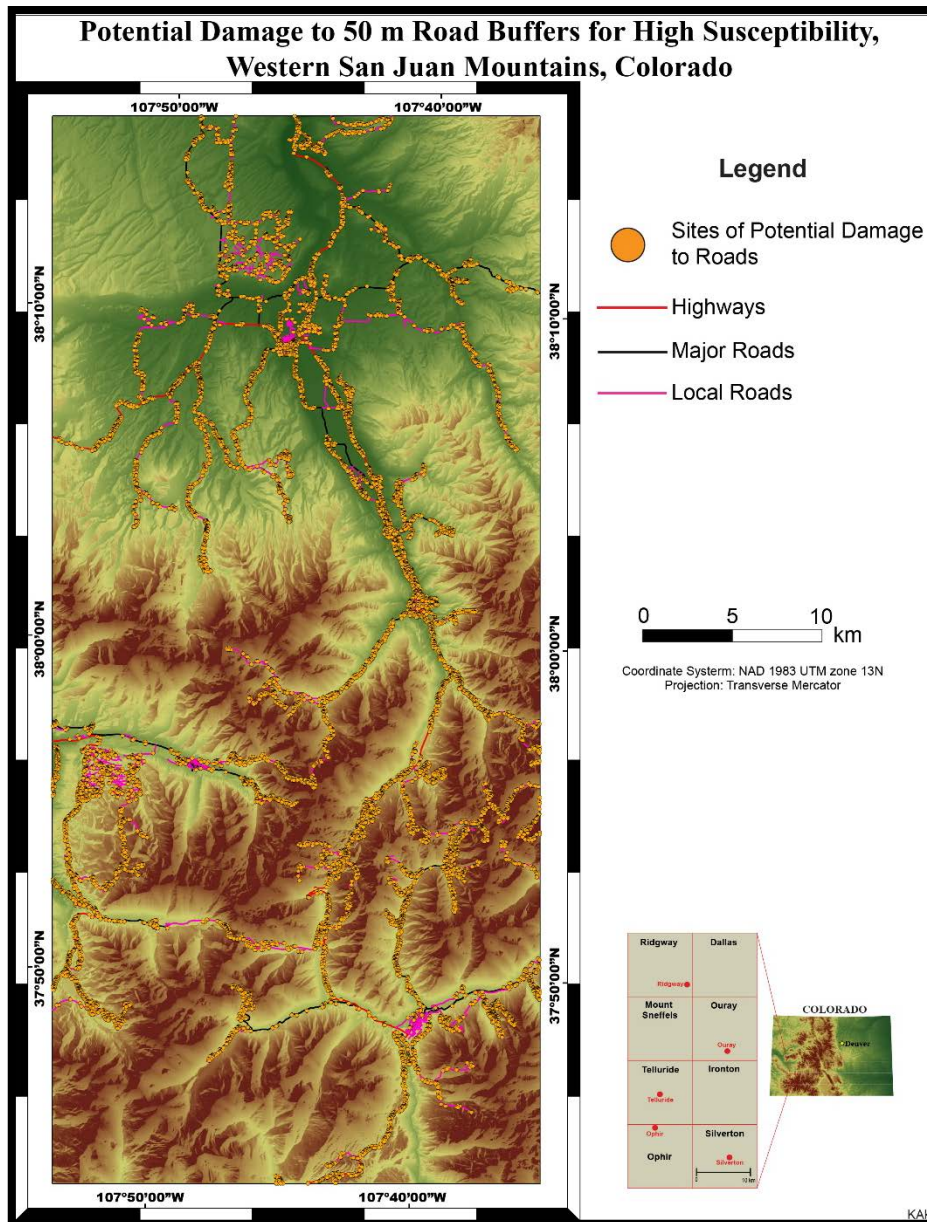 Potential Damage to 50 m Road Buffers for High Susceptibility,
Western San Juan Mountains, Colorado
107°50'00"W
107°40'00"W
Legend
Sites of Potential Damage
to Roads
Highways
Major Roads
Local Roads
38°10'0"N
38°10'0"N
38°00'00"N
38°00'00"N
37°50'00"N
37°50'00"N
0
5
10
km
Coordinate Systerm: NAD 1983 UTM zone 13N
Projection: Transverse Mercator
Ridgway
Dallas
Ridgway
Mount
Sneffels
Ouray
Ouray
Telluride
Ironton
Telluride
Ophir
Silverton
Ophir
Silverton
0
10 km
COLORADO
Denver
107°50'00"W
107°40'00"W
KAH